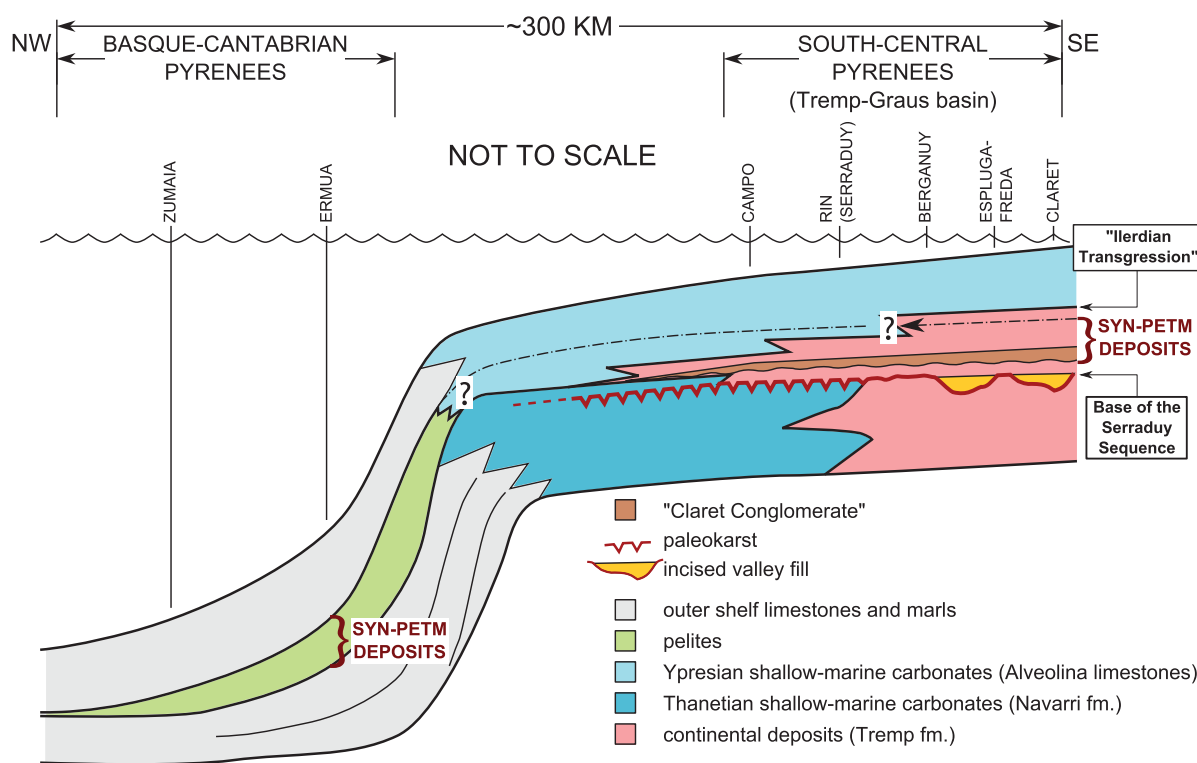 ~300 KM
NW
SE
BASQUE-CANTABRIAN
PYRENEES
SOUTH-CENTRAL
PYRENEES
(Tremp-Graus basin)
NOT TO SCALE
ZUMAIA
ERMUA
CAMPO
RIN
(SERRADUY)
BERGANUY
ESPLUGA-
FREDA
CLARET
"Ilerdian
Transgression"
?
SYN-PETM
DEPOSITS
?
Base of the
Serraduy
Sequence
SYN-PETM
DEPOSITS
"Claret Conglomerate"
paleokarst
incised valley fill
outer shelf limestones and marls
pelites
Ypresian shallow-marine carbonates (Alveolina limestones)
Thanetian shallow-marine carbonates (Navarri fm.)
continental deposits (Tremp fm.)